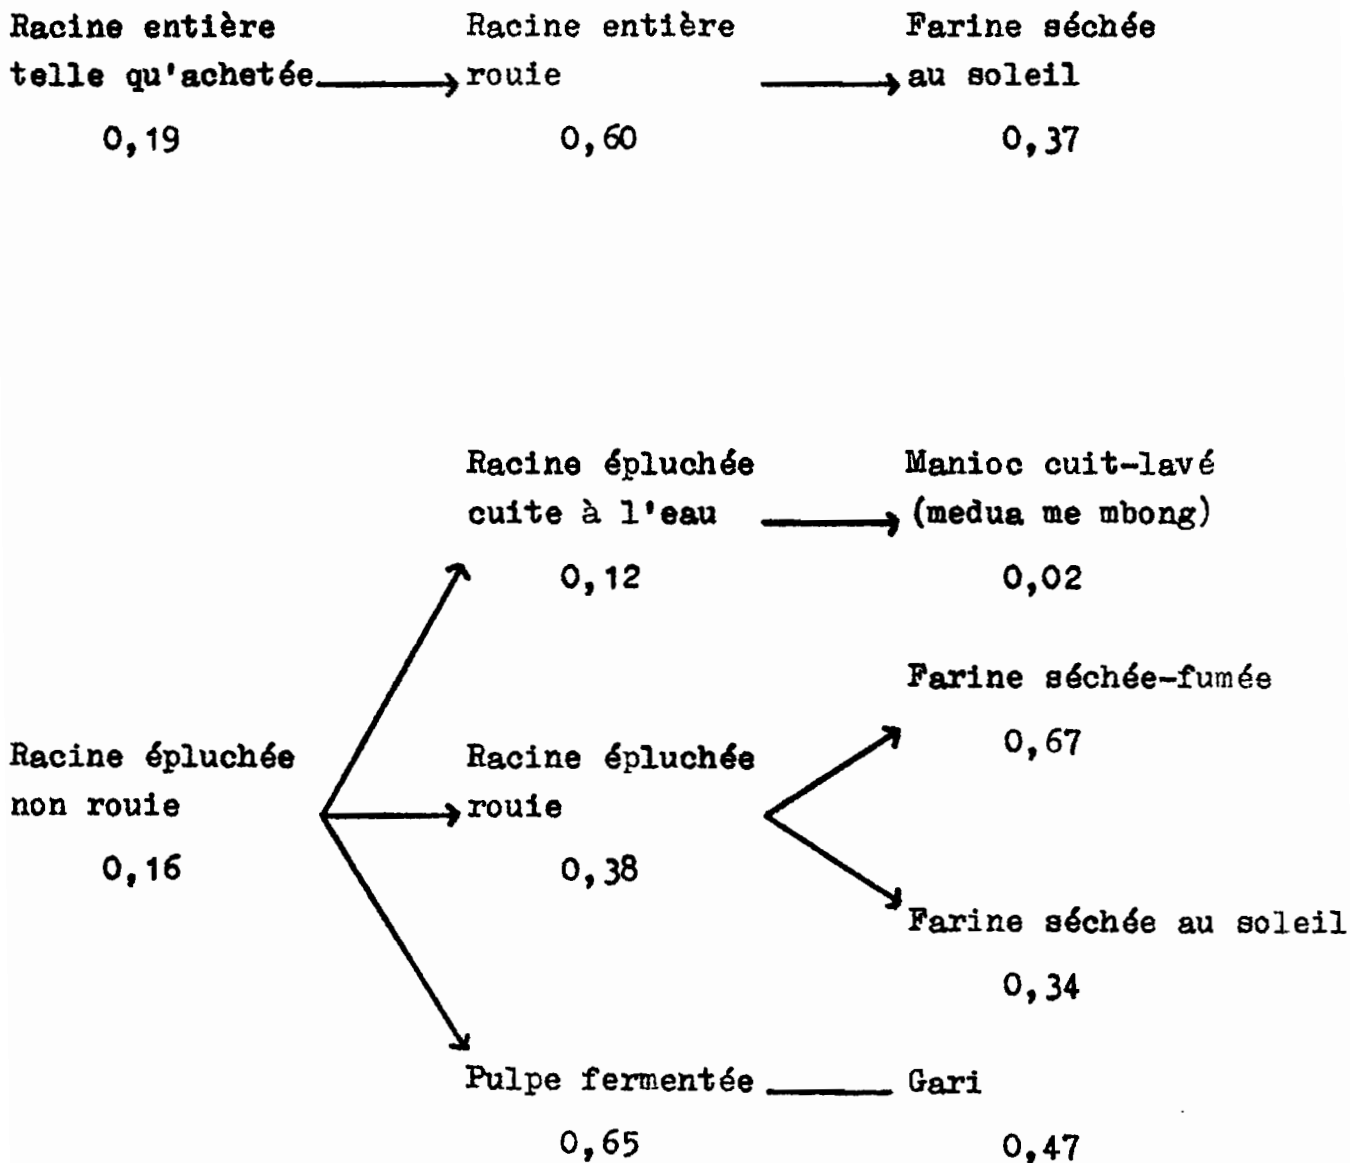 Racine entière
telle qu'achetée
0,19
Racine entière
rouie
0,60
Farine séchée
au soleil
0,37
Racine épluchée
non rouie
0,16
Racine épluchée
cuite à l'eau
0,12
Manioc cuit-lavé
(medua me mbong)
0,02
Racine épluchée
rouie
0,38
Farine séchée-fumée
0,67
Farine séchée au soleil
0,34
Pulpe fermentée
0,65
Gari
0,47